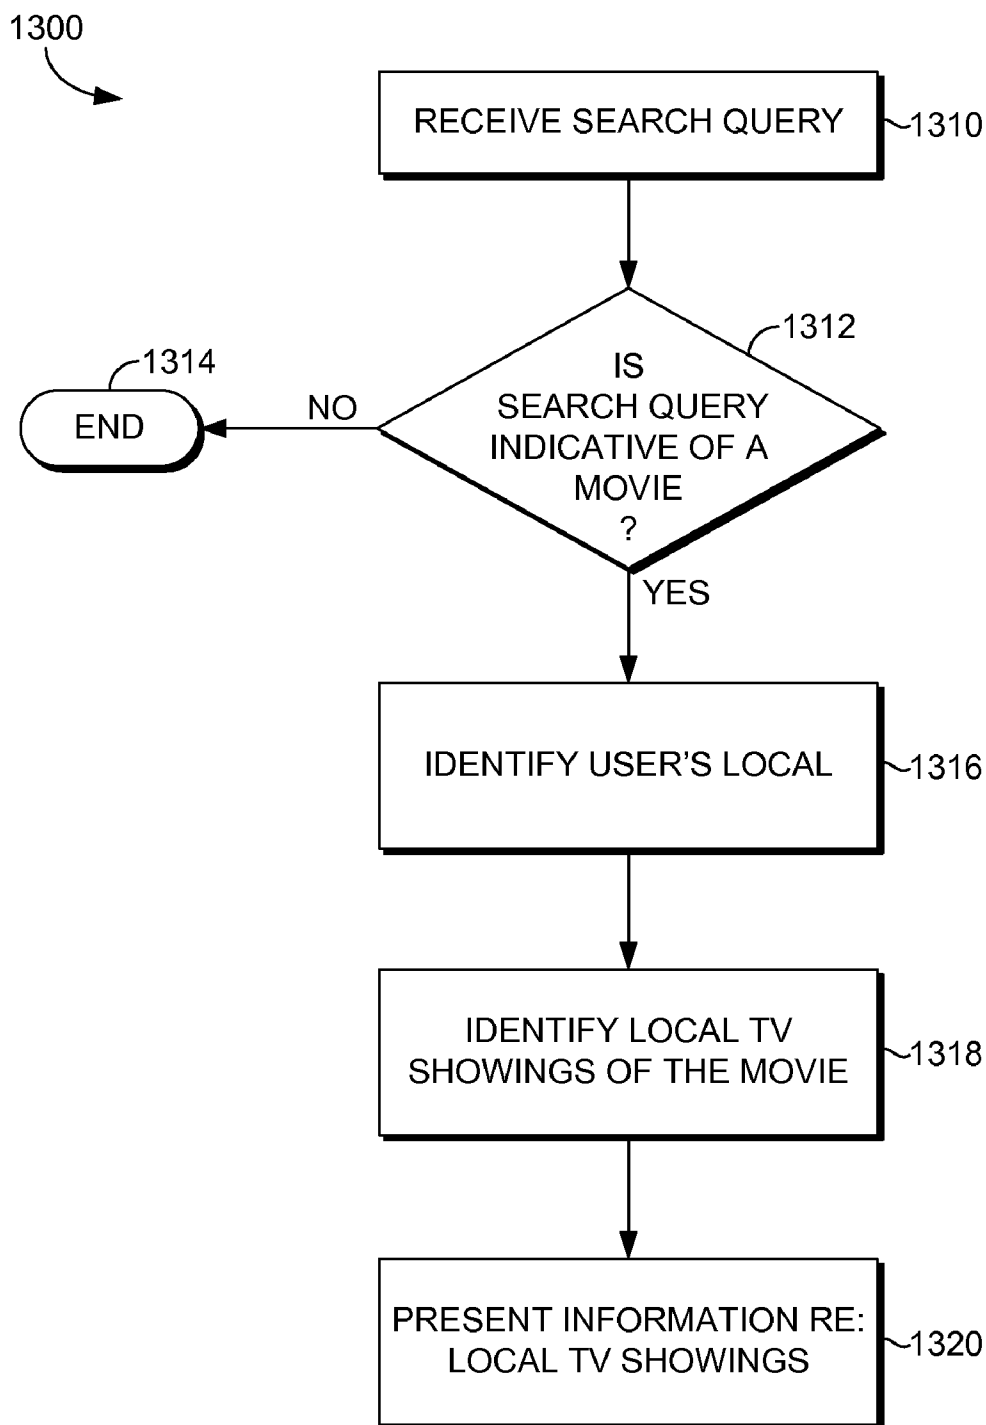 1300
RECEIVE SEARCH QUERY
1310
1312
IS
SEARCH QUERY
INDICATIVE OF A
MOVIE
?
1314
END
NO
YES
IDENTIFY USER'S LOCAL
1316
IDENTIFY LOCAL TV
SHOWINGS OF THE MOVIE
1318
PRESENT INFORMATION RE:
LOCAL TV SHOWINGS
1320